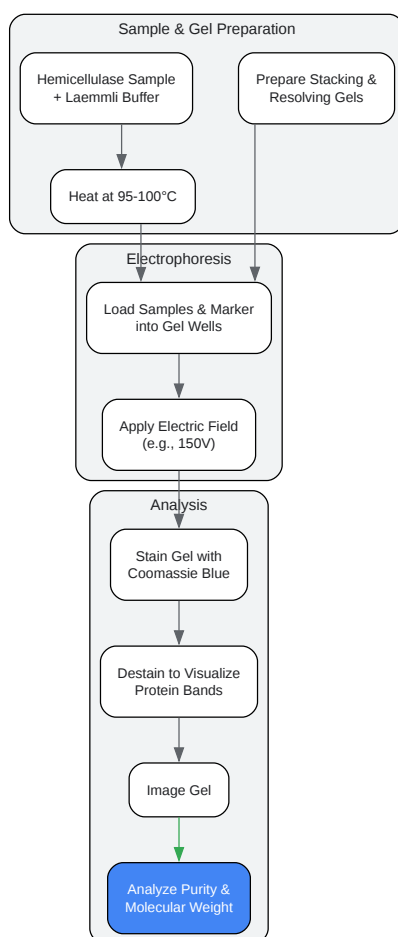 Sample & Gel Preparation
Hemicellulase Sample
+ Laemmli Buffer
Prepare Stacking &
Resolving Gels
Heat at 95-100°C
Electrophoresis
Load Samples & Marker
into Gel Wells
Apply Electric Field
(e.g., 150V)
Analysis
Stain Gel with
Coomassie Blue
Destain to Visualize
Protein Bands
Image Gel
Analyze Purity &
Molecular Weight